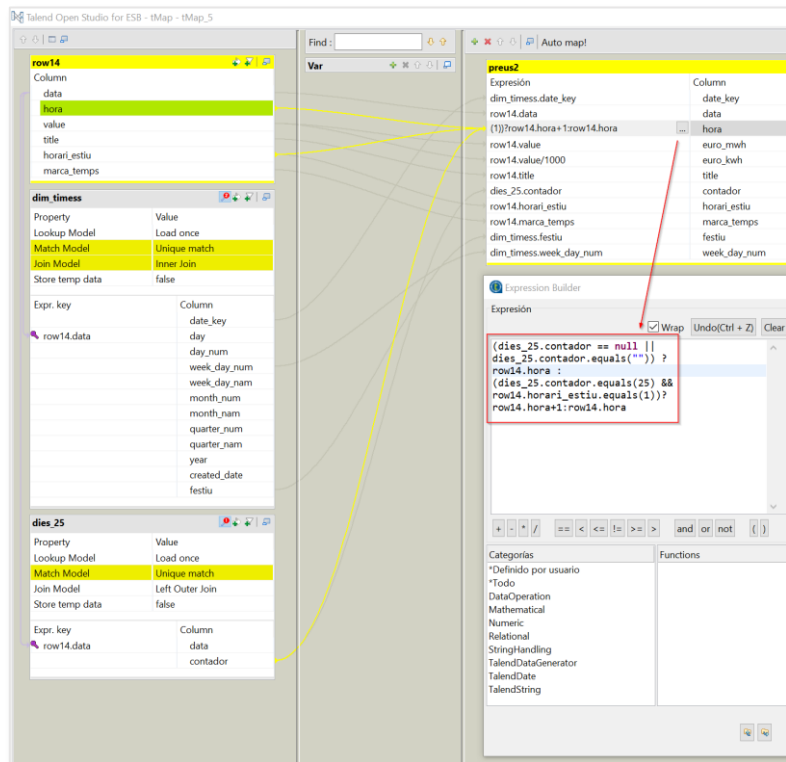 Talend Open Studio for ESB - tMap - tMap_5
Find :
Auto map!
row14
Column
data
hora
value
title
horari_estiu
marca_temps
dim_timess
Property Value
Lookup Model Load once
Match Model Unique match
Join Model Inner Join
Store temp data false
Expr. key Column
date_key
row14.data day
day_num
week_day_num
week_day_nam
month_num
month_nam
quarter_num
quarter_nam
year
created_date
festiu
dies_25
Property Value
Lookup Model Load once
Match Model Unique match
Join Model Left Outer Join
Store temp data false
Expr. key Column
row14.data data
contador
Var
preus2
Expresión Column
dim_timess.date_key date_key
row14.data data
(1))?row14.hora+1:row14.hora ... hora
row14.value euro_mwh
row14.value/1000 euro_kwh
row14.title title
dies_25.contador contador
row14.horari_estiu horari_estiu
row14.marca_temps marca_temps
dim_timess.festiu festiu
dim_timess.week_day_num week_day_num
Expression Builder
Expresión
Wrap Undo(Ctrl + Z) Clear
(dies_25.contador == null ||
dies_25.contador.equals("")) ?
row14.hora :
(dies_25.contador.equals(25) &&
row14.horari_estiu.equals(1))?
row14.hora+1:row14.hora
+ - * / == < <= != >= > and or not ( )
Categorías Functions
*Definido por usuario
*Todo
DataOperation
Mathematical
Numeric
Relational
StringHandling
TalendDataGenerator
TalendDate
TalendString